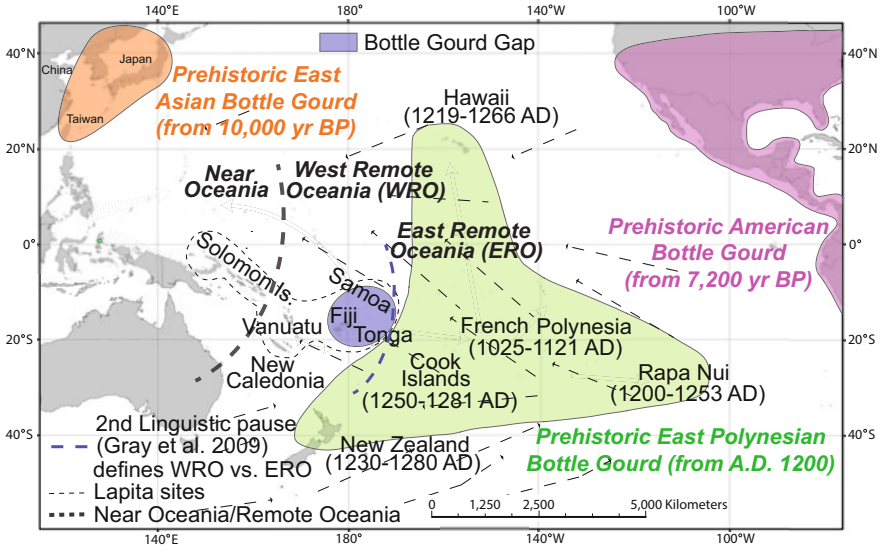 140°E
180°
140°W
100°W
40°N
40°N
Bottle Gourd Gap
China
Japan
Taiwan
Prehistoric East
Asian Bottle Gourd
(from 10,000 yr BP)
Hawaii
(1219-1266 AD)
20°N
20°N
Near
Oceania
West Remote
Oceania (WRO)
East Remote
Oceania (ERO)
Prehistoric American
Bottle Gourd
(from 7,200 yr BP)
0°
0°
Solomon Is
Samoa
Fiji
Tonga
Vanuatu
French Polynesia
(1025-1121 AD)
20°S
20°S
New
Caledonia
Cook
Islands
(1250-1281 AD)
Rapa Nui
(1200-1253 AD)
2nd Linguistic pause
(Gray et al. 2009)
defines WRO vs. ERO
Lapita sites
Near Oceania/Remote Oceania
40°S
40°S
New Zealand
(1230-1280 AD)
Prehistoric East Polynesian
Bottle Gourd (from A.D. 1200)
0 1,250 2,500 5,000 Kilometers
140°E
180°
140°W
100°W